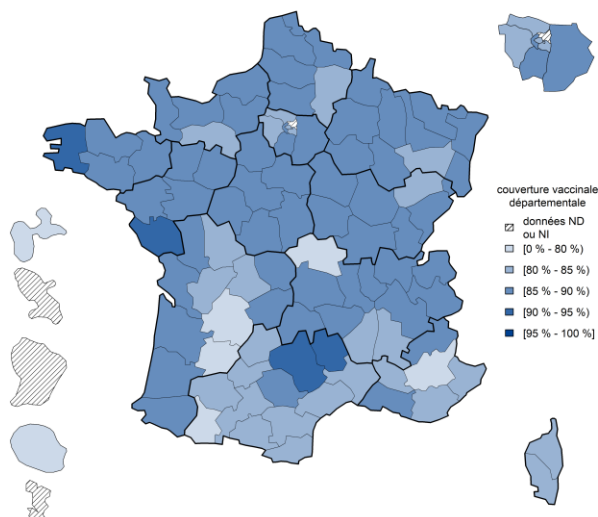 couverture vaccinale
départementale
données ND
ou NI
[0 % - 80 %)
[80 % - 85 %)
[85 % - 90 %)
[90 % - 95 %)
[95 % - 100 %]